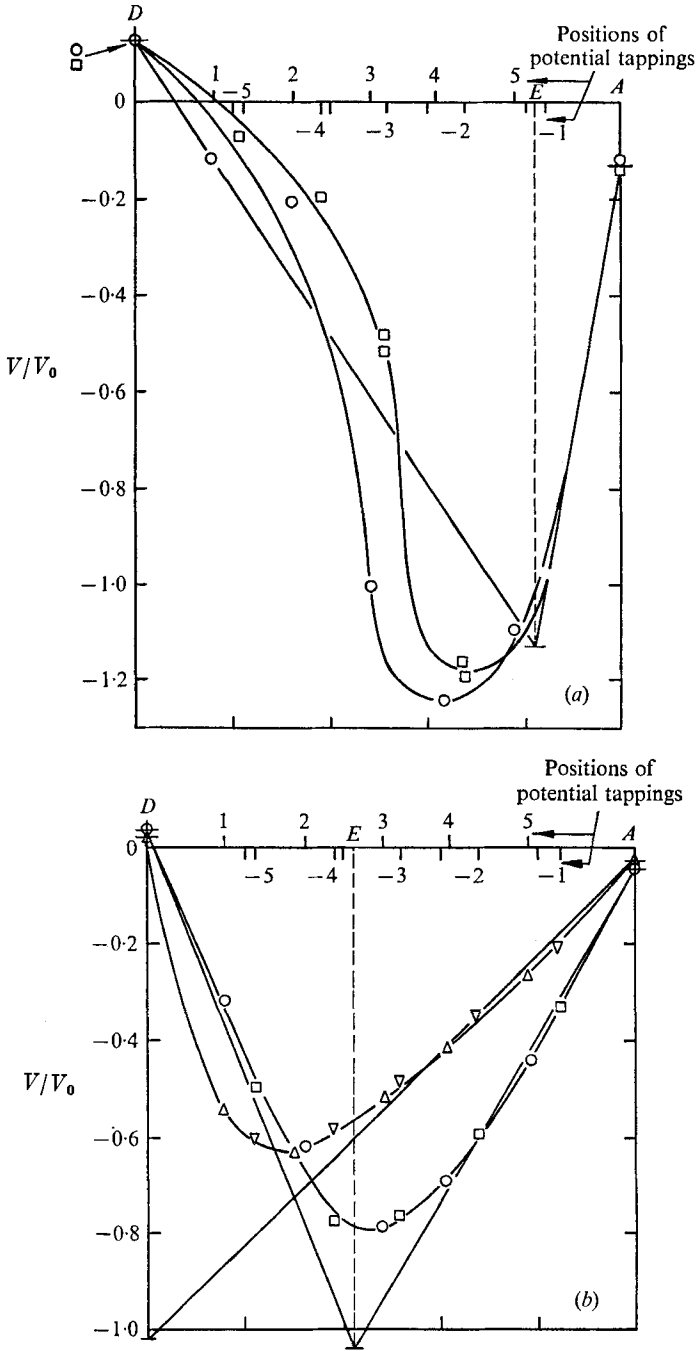 D
Positions of
potential tappings
1 2 3 4 5
−5 E A
0
−4 −3 −2 −1
−0·2
−0·4
V/V₀
−0·6
−0·8
−1·0
−1·2
(a)
Positions of
potential tappings
D
1 2 E 3 4 5 A
0
−5 −4 −3 −2 −1
−0·2
−0·4
V/V₀
−0·6
−0·8
−1·0
(b)